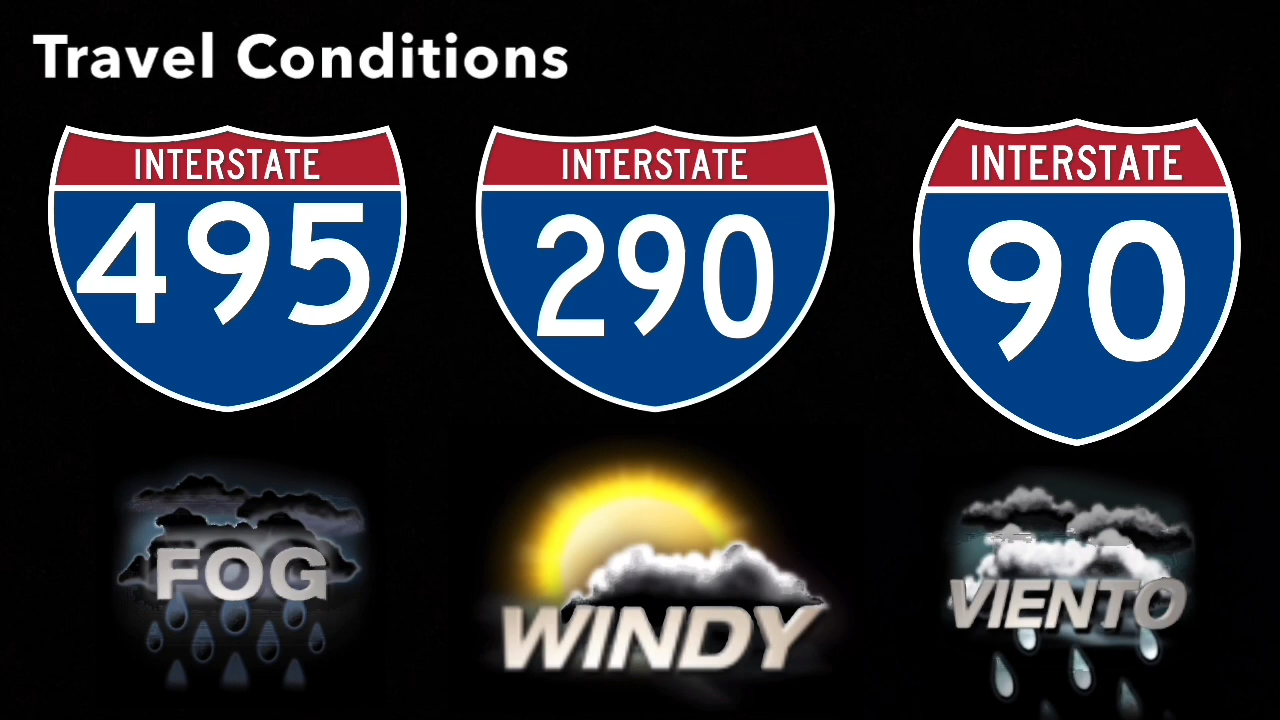 Travel Conditions
INTERSTATE
495
INTERSTATE
290
INTERSTATE
90
FOG
WINDY
VIENTO